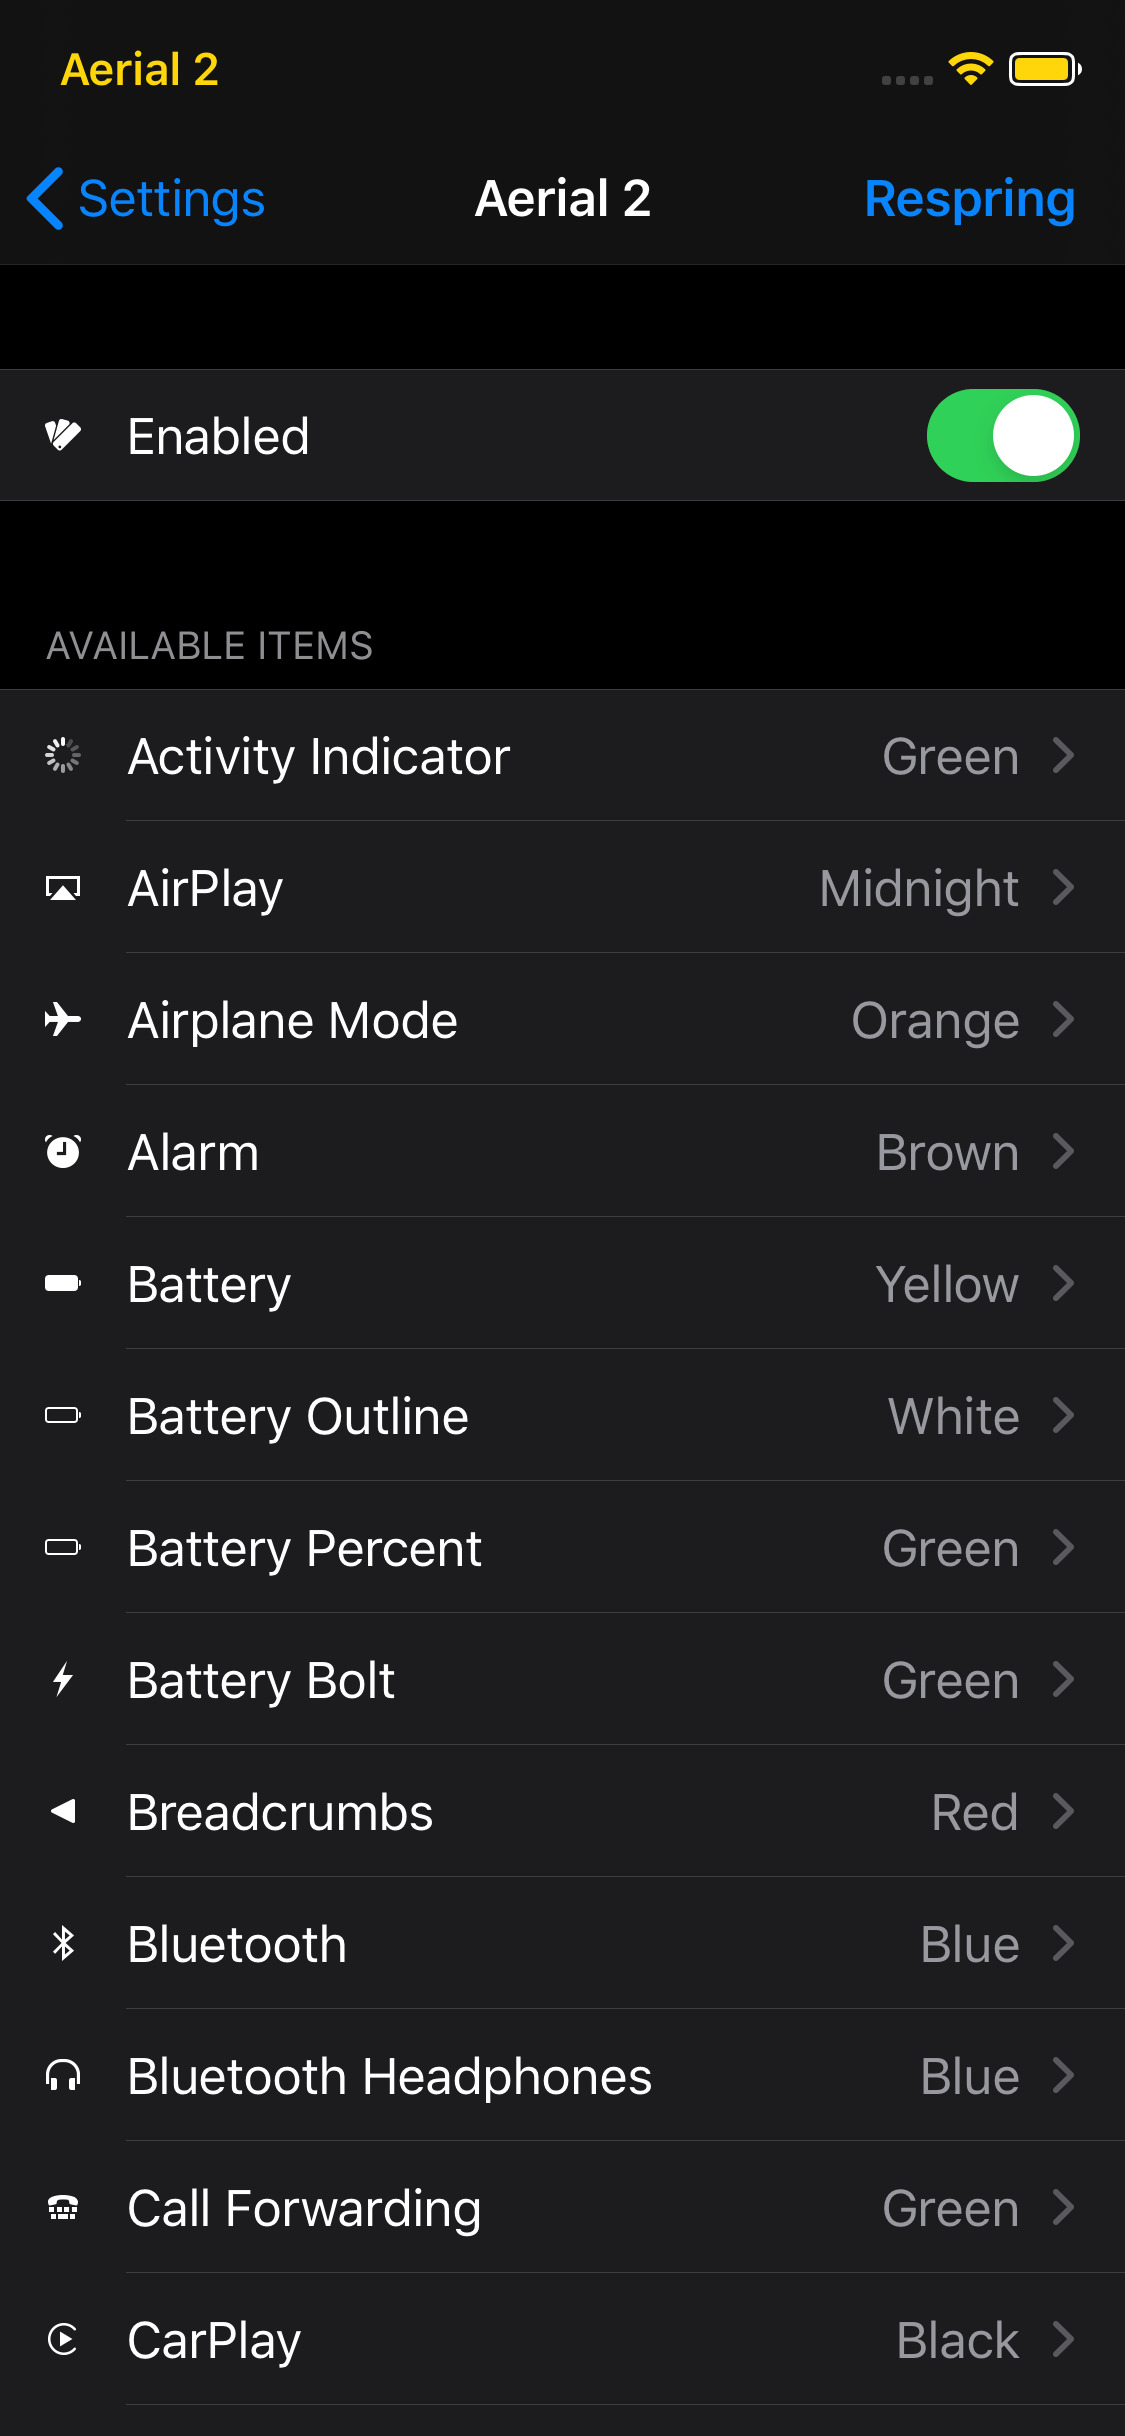 Aerial 2
Settings
Aerial 2
Respring
Enabled
AVAILABLE ITEMS
Activity Indicator Green
AirPlay Midnight
Airplane Mode Orange
Alarm Brown
Battery Yellow
Battery Outline White
Battery Percent Green
Battery Bolt Green
Breadcrumbs Red
Bluetooth Blue
Bluetooth Headphones Blue
Call Forwarding Green
CarPlay Black